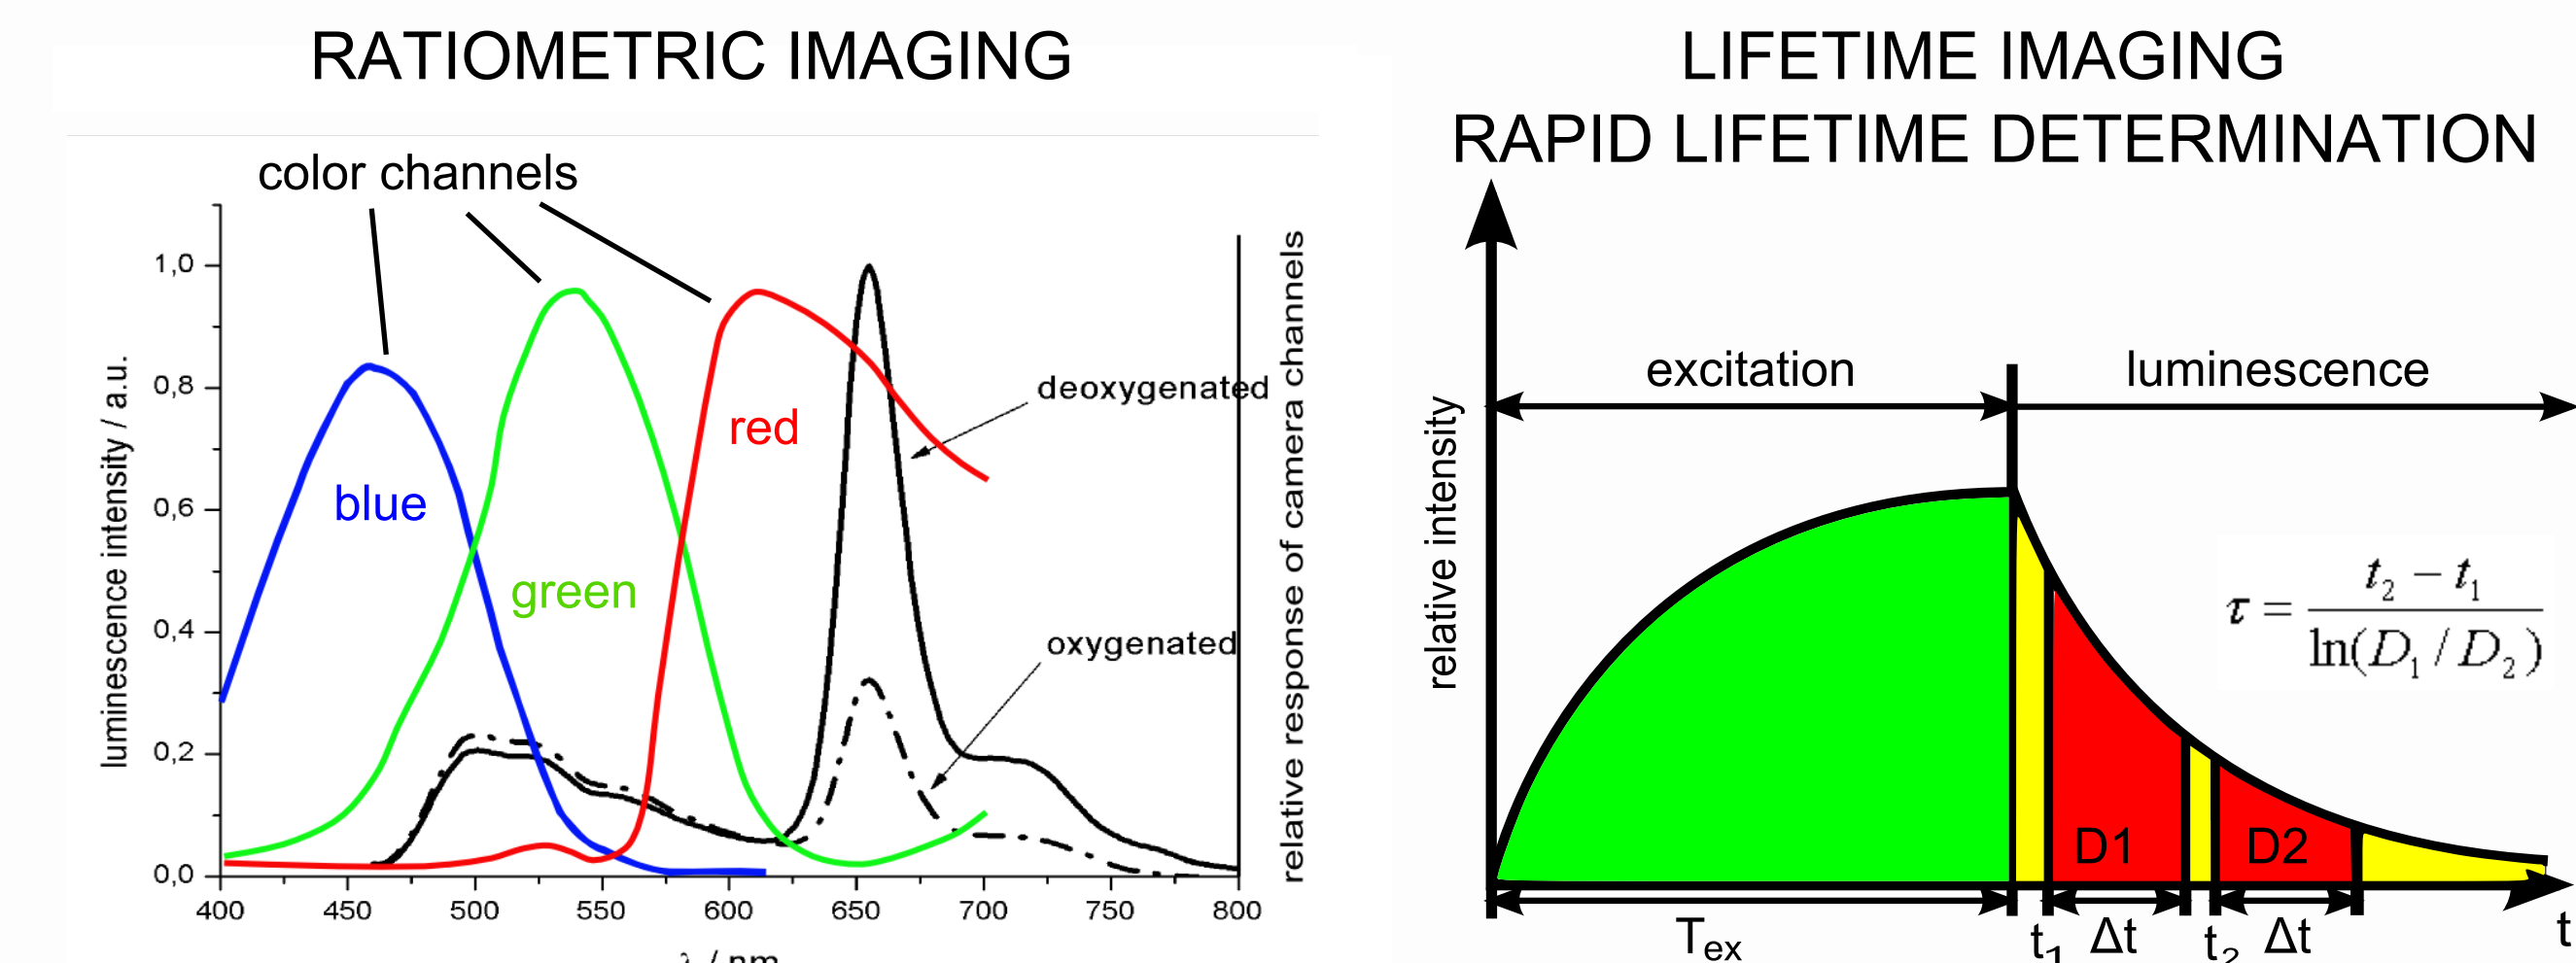 RATIOMETRIC IMAGING
color channels
luminescence intensity / a.u.
1,0
0,8
0,6
0,4
0,2
0,0
blue
green
red
deoxygenated
oxygenated
400 450 500 550 600 650 700 750 800
λ / nm
relative response of camera channels
LIFETIME IMAGING
RAPID LIFETIME DETERMINATION
relative intensity
excitation
luminescence
τ = (t₂ − t₁) / ln(D₁ / D₂)
D1 D2
Tex t1 Δt t2 Δt t